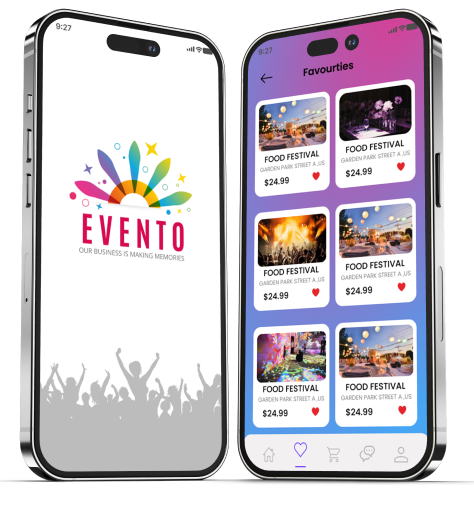 9:27
EVENTO
OUR BUSINESS IS MAKING MEMORIES
9:27
Favourties
FOOD FESTIVAL
GARDEN PARK STREET A ,US
$24.99
FOOD FESTIVAL
GARDEN PARK STREET A ,US
$24.99
FOOD FESTIVAL
GARDEN PARK STREET A ,US
$24.99
FOOD FESTIVAL
GARDEN PARK STREET A ,US
$24.99
FOOD FESTIVAL
GARDEN PARK STREET A ,US
$24.99
FOOD FESTIVAL
GARDEN PARK STREET A ,US
$24.99